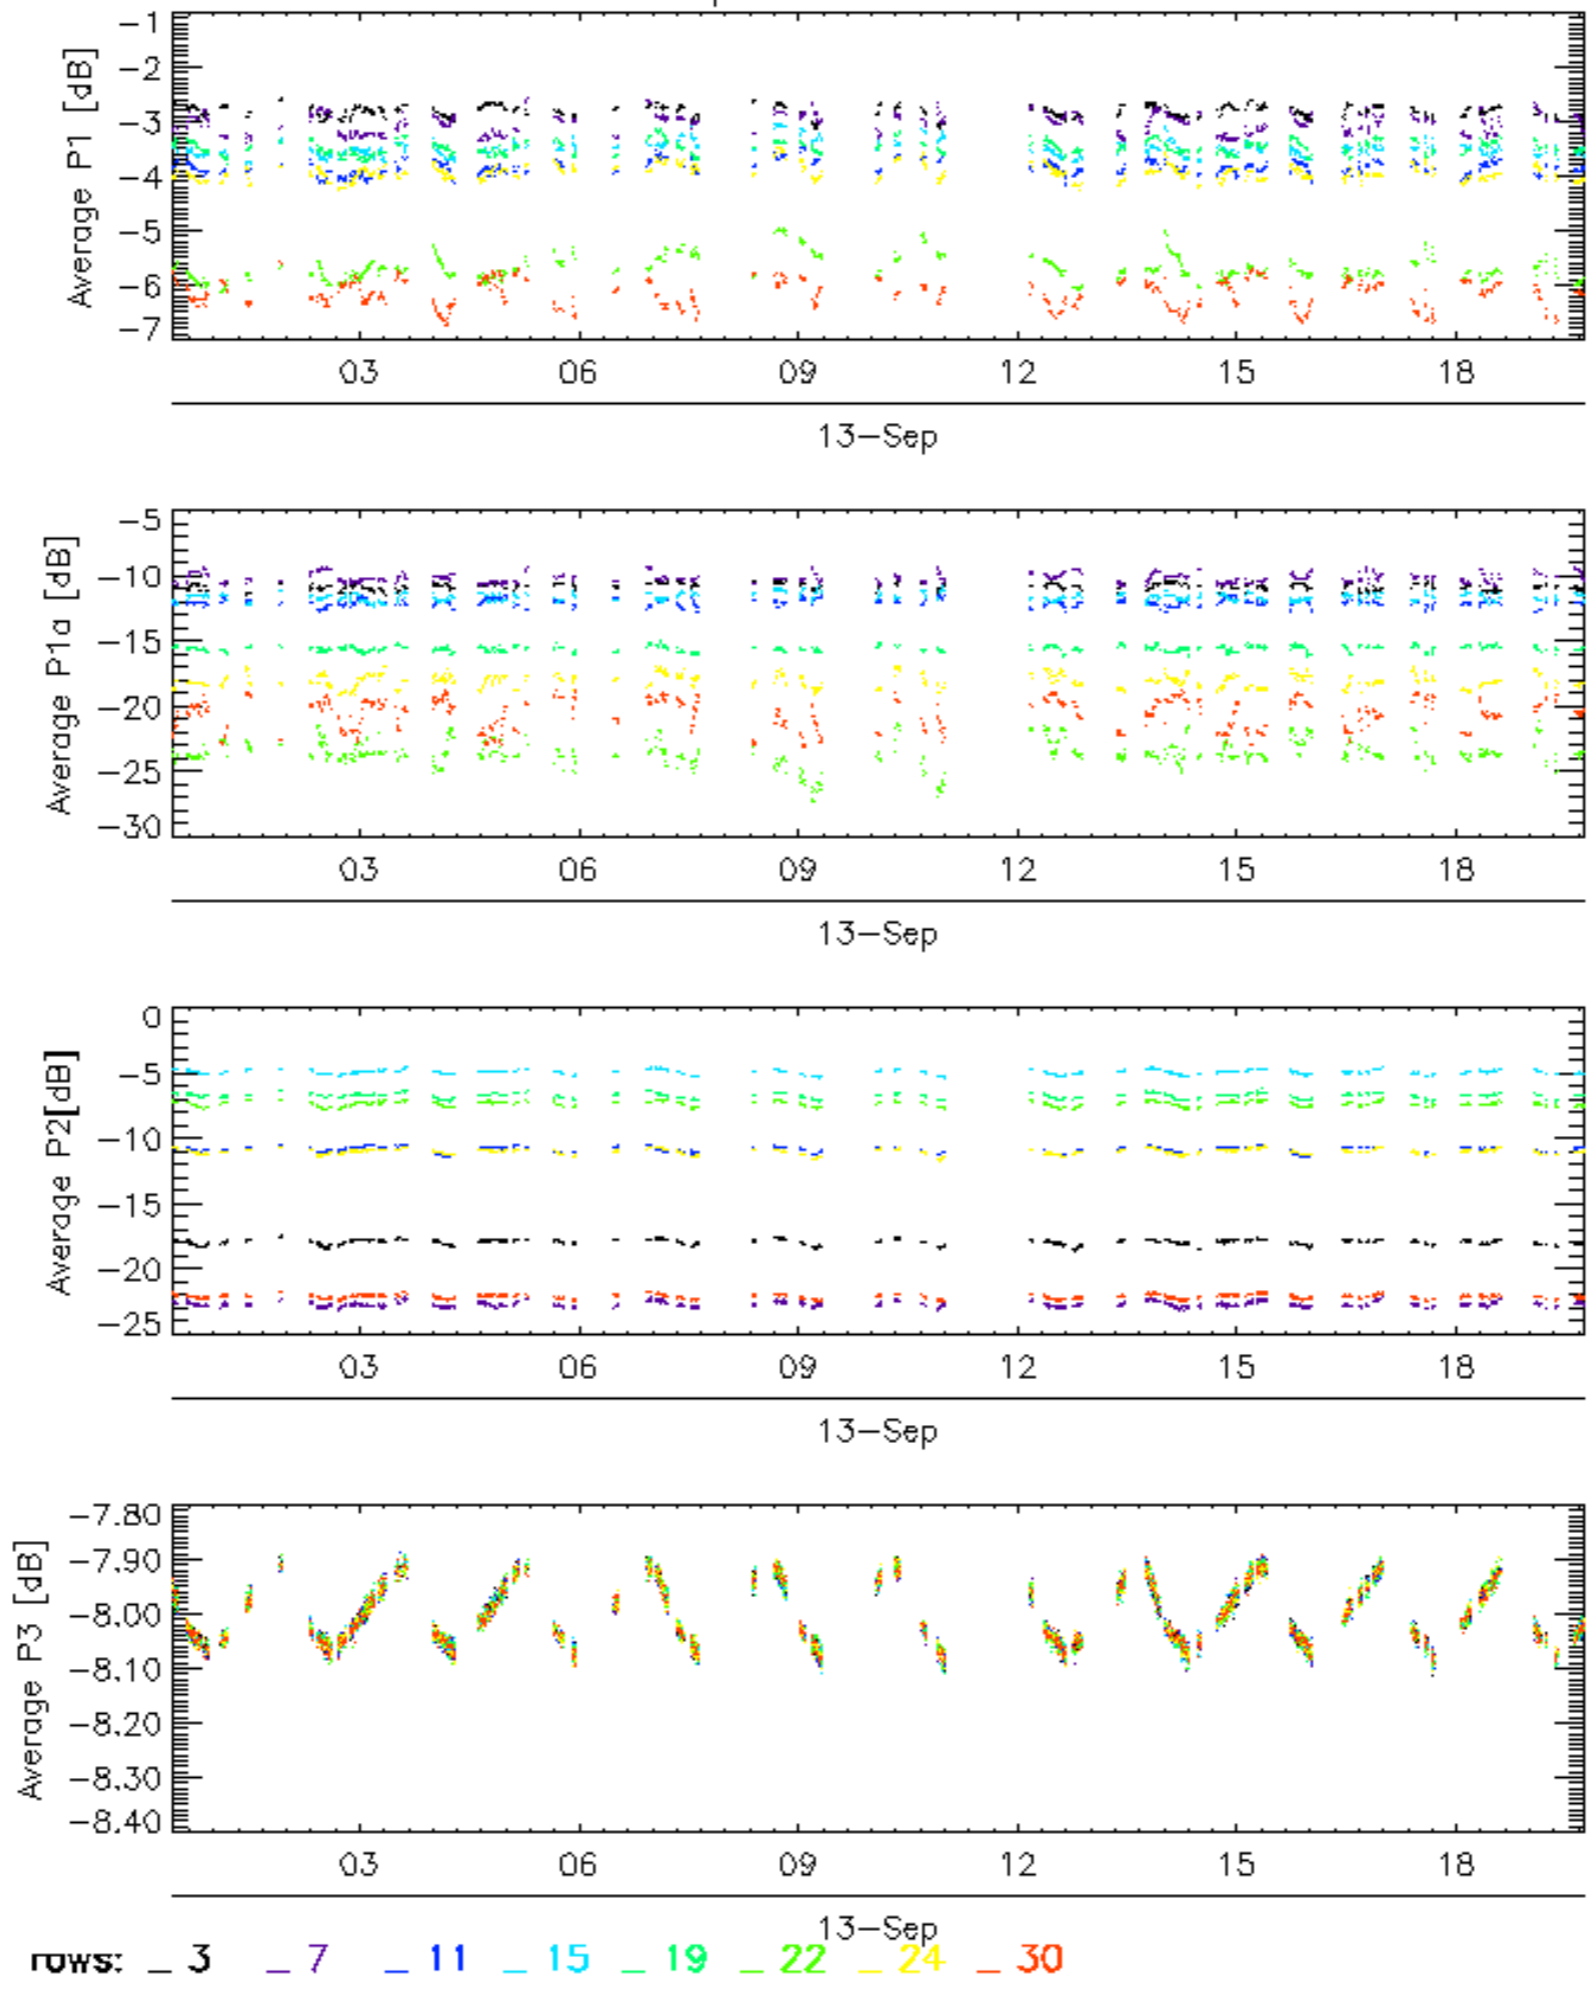 -1
-2
-3
-4
-5
-6
-7
Average P1 [dB]
03 06 09 12 15 18
13-Sep
-5
-10
-15
-20
-25
-30
Average P1a [dB]
03 06 09 12 15 18
13-Sep
0
-5
-10
-15
-20
-25
Average P2[dB]
03 06 09 12 15 18
13-Sep
-7.80
-7.90
-8.00
-8.10
-8.20
-8.30
-8.40
Average P3 [dB]
03 06 09 12 15 18
13-Sep
rows: _ 3 _ 7 _ 11 _ 15 _ 19 _ 22 _ 24 _ 30